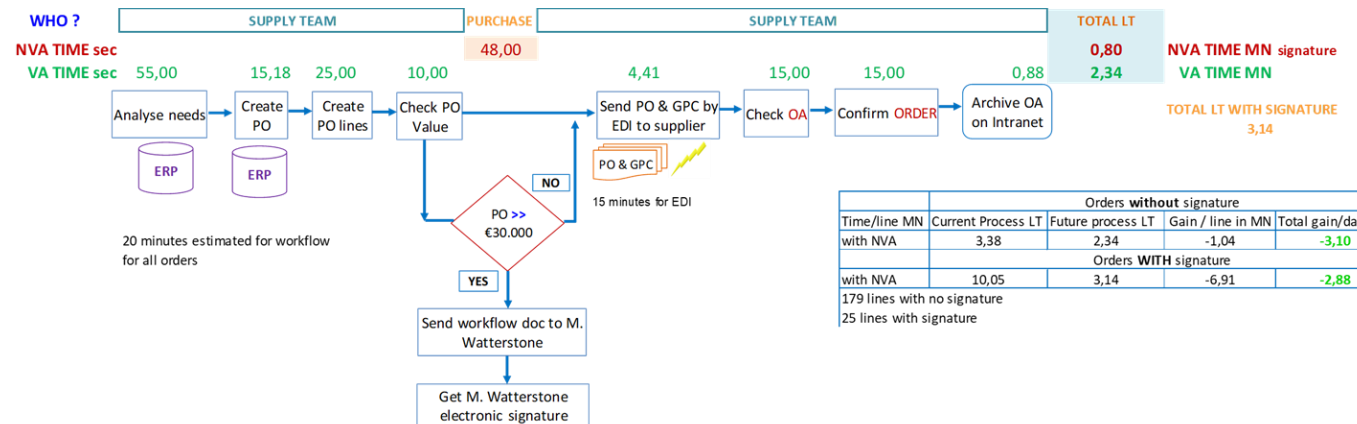 WHO ?
SUPPLY TEAM
PURCHASE
SUPPLY TEAM
TOTAL LT
NVA TIME sec
48,00
0,80
NVA TIME MN signature
VA TIME sec
55,00
15,18
25,00
10,00
4,41
15,00
15,00
0,88
2,34
VA TIME MN
Analyse needs
Create
PO
Create
PO lines
Check PO
Value
Send PO & GPC by
EDI to supplier
Check OA
Confirm ORDER
Archive OA
on Intranet
TOTAL LT WITH SIGNATURE
3,14
ERP
ERP
PO & GPC
NO
15 minutes for EDI
PO >>
€30.000
20 minutes estimated for workflow
for all orders
YES
Send workflow doc to M.
Watterstone
Get M. Watterstone
electronic signature
Orders without signature
Time/line MN Current Process LT Future process LT Gain / line in MN Total gain/da
with NVA 3,38 2,34 -1,04 -3,10
Orders WITH signature
with NVA 10,05 3,14 -6,91 -2,88
179 lines with no signature
25 lines with signature